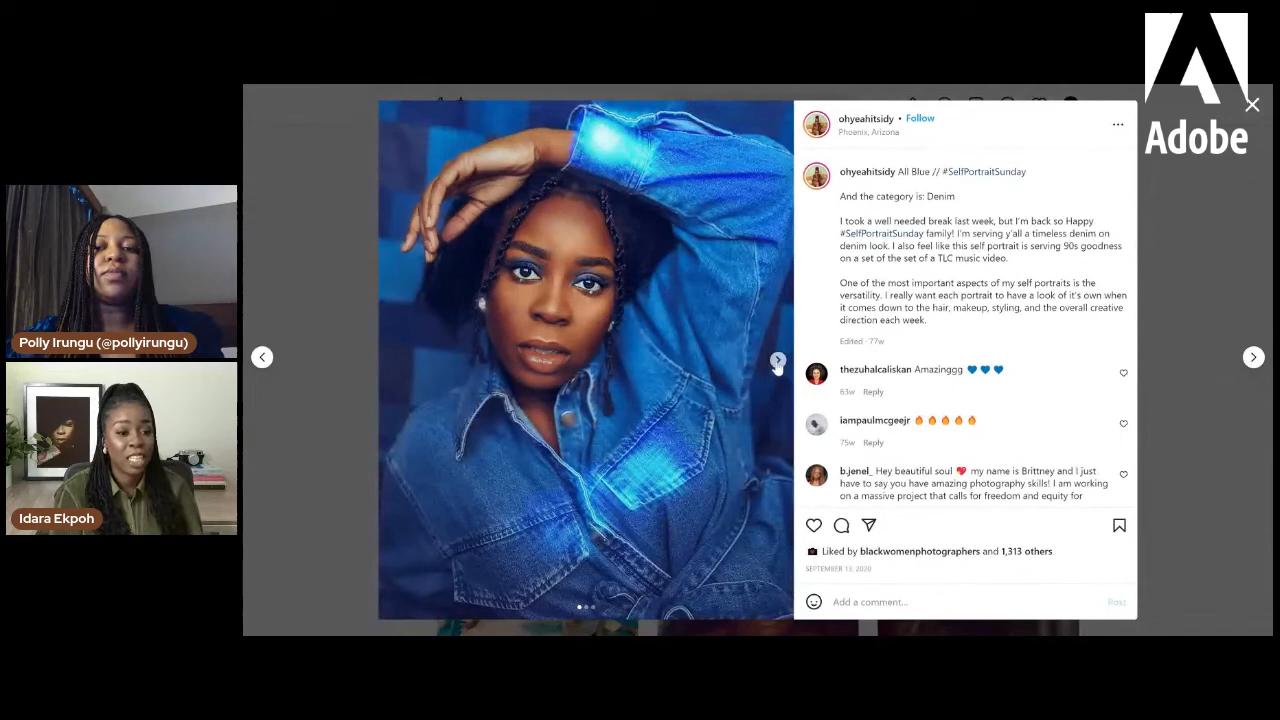 Adobe
Polly Irungu (@pollyirungu)
Idara Ekpoh
ohyeahitsidy • Follow
Phoenix, Arizona
ohyeahitsidy All Blue // #SelfPortraitSunday
And the category is: Denim
I took a well needed break last week, but I'm back so Happy
#SelfPortraitSunday family! I'm serving y'all a timeless denim on
denim look. I also feel like this self portrait is serving 90s goodness
on a set of the set of a TLC music video.
One of the most important aspects of my self portraits is the
versatility. I really want each portrait to have a look of it's own when
it comes down to the hair, makeup, styling, and the overall creative
direction each week.
Edited · 77w
thezuhalcaliskan Amazinggg 💙 💙 💙
63w Reply
iampaulmcgeejr 🔥 🔥 🔥 🔥 🔥
75w Reply
b.jenel_ Hey beautiful soul 💖 my name is Brittney and I just
have to say you have amazing photography skills! I am working
on a massive project that calls for freedom and equity for
Liked by blackwomenphotographers and 1,313 others
SEPTEMBER 13, 2020
Add a comment...
Post